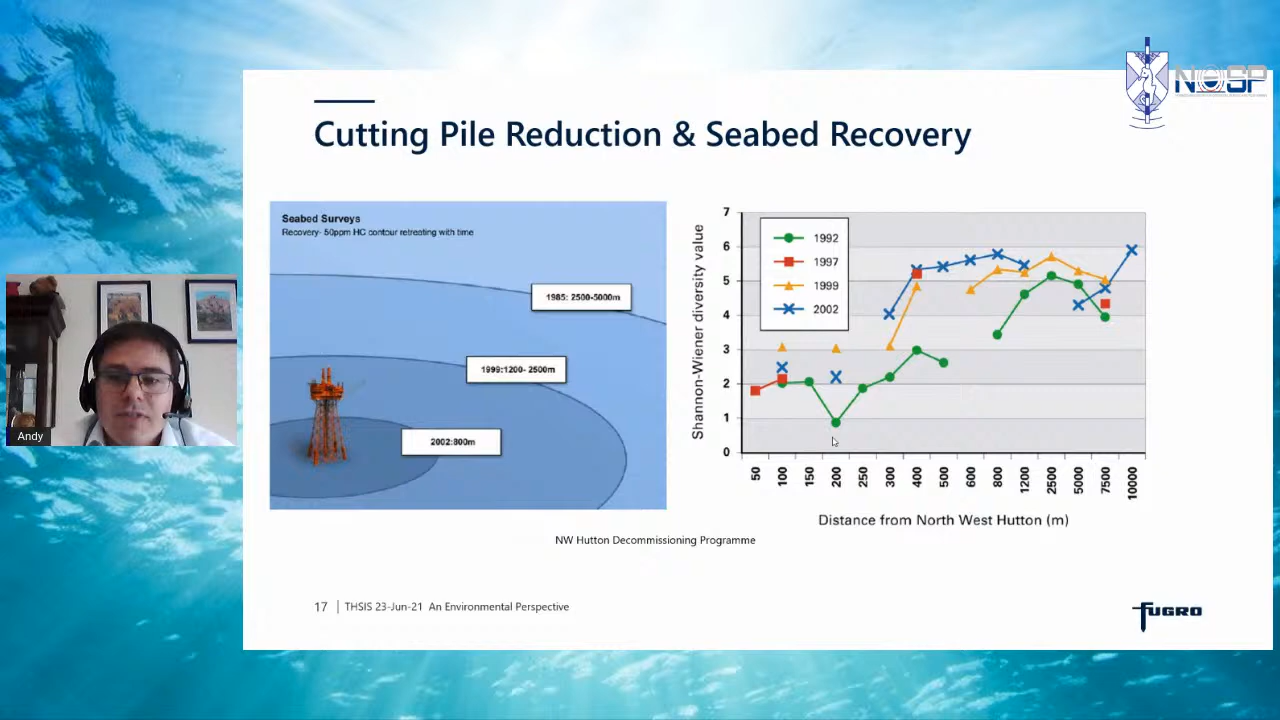 NOSP
Cutting Pile Reduction & Seabed Recovery
Seabed Surveys
Recovery- 50ppm HC contour retreating with time
1985: 2500-5000m
1999:1200- 2500m
2002:800m
Shannon-Wiener diversity value
7
6
5
4
3
2
1
0
1992
1997
1999
2002
50
100
150
200
250
300
400
500
600
800
1200
2500
5000
7500
10000
Distance from North West Hutton (m)
NW Hutton Decommissioning Programme
17 | THSIS 23-Jun-21 An Environmental Perspective
FUGRO
Andy